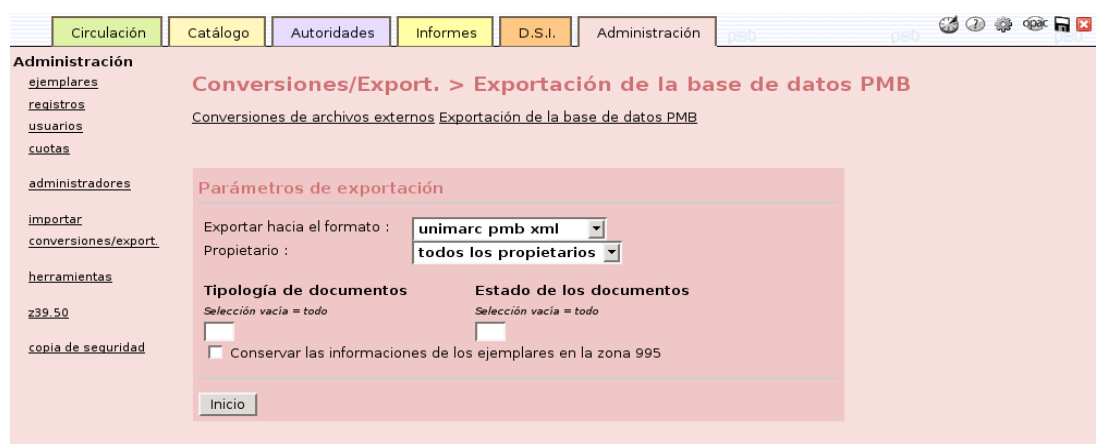 Circulación Catálogo Autoridades Informes D.S.I. Administración pmb pmb opac pmb
Administración
ejemplares
registros
usuarios
cuotas
administradores
importar
conversiones/export.
herramientas
z39.50
copia de seguridad
Conversiones/Export. > Exportación de la base de datos PMB
Conversiones de archivos externos Exportación de la base de datos PMB
Parámetros de exportación
Exportar hacia el formato : unimarc pmb xml
Propietario : todos los propietarios
Tipología de documentos Estado de los documentos
Selección vacía = todo Selección vacía = todo
Conservar las informaciones de los ejemplares en la zona 995
Inicio